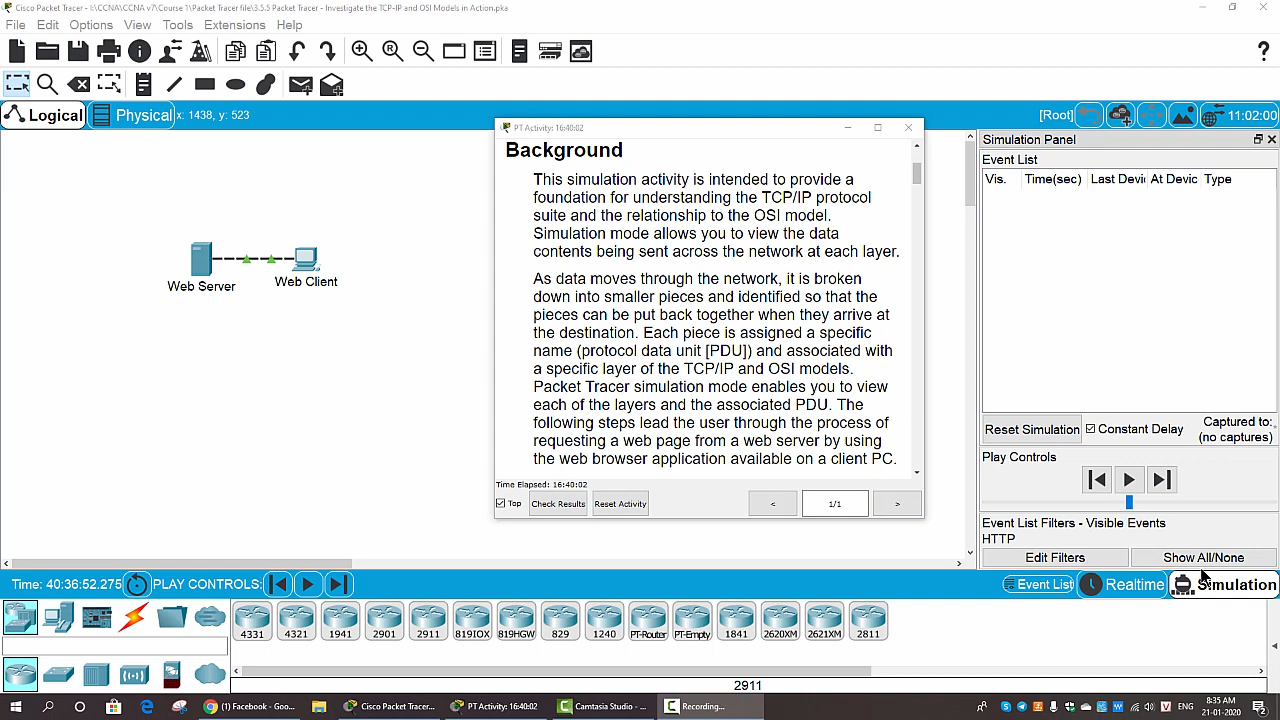 Cisco Packet Tracer - I:\CCNA\CCNA v7\Course 1\Packet Tracer file\3.5.5 Packet Tracer - Investigate the TCP-IP and OSI Models in Action.pka
File Edit Options View Tools Extensions Help
Logical Physical x: 1438, y: 523 [Root] 11:02:00
PT Activity: 16:40:02
Background
This simulation activity is intended to provide a
foundation for understanding the TCP/IP protocol
suite and the relationship to the OSI model.
Simulation mode allows you to view the data
contents being sent across the network at each layer.
As data moves through the network, it is broken
down into smaller pieces and identified so that the
pieces can be put back together when they arrive at
the destination. Each piece is assigned a specific
name (protocol data unit [PDU]) and associated with
a specific layer of the TCP/IP and OSI models.
Packet Tracer simulation mode enables you to view
each of the layers and the associated PDU. The
following steps lead the user through the process of
requesting a web page from a web server by using
the web browser application available on a client PC.
Time Elapsed: 16:40:02
Top Check Results Reset Activity < 1/1 >
Web Server
Web Client
Simulation Panel
Event List
Vis. Time(sec) Last Devic At Devic Type
Reset Simulation Constant Delay Captured to:
(no captures)
Play Controls
Event List Filters - Visible Events
HTTP
Edit Filters Show All/None
Time: 40:36:52.275 PLAY CONTROLS: Event List Realtime Simulation
4331 4321 1941 2901 2911 819IOX 819HGW 829 1240 PT-Router PT-Empty 1841 2620XM 2621XM 2811
2911
(1) Facebook - Goo... Cisco Packet Tracer... PT Activity: 16:40:02 Camtasia Studio - ... Recording...
ENG
8:35 AM
21-01-2020